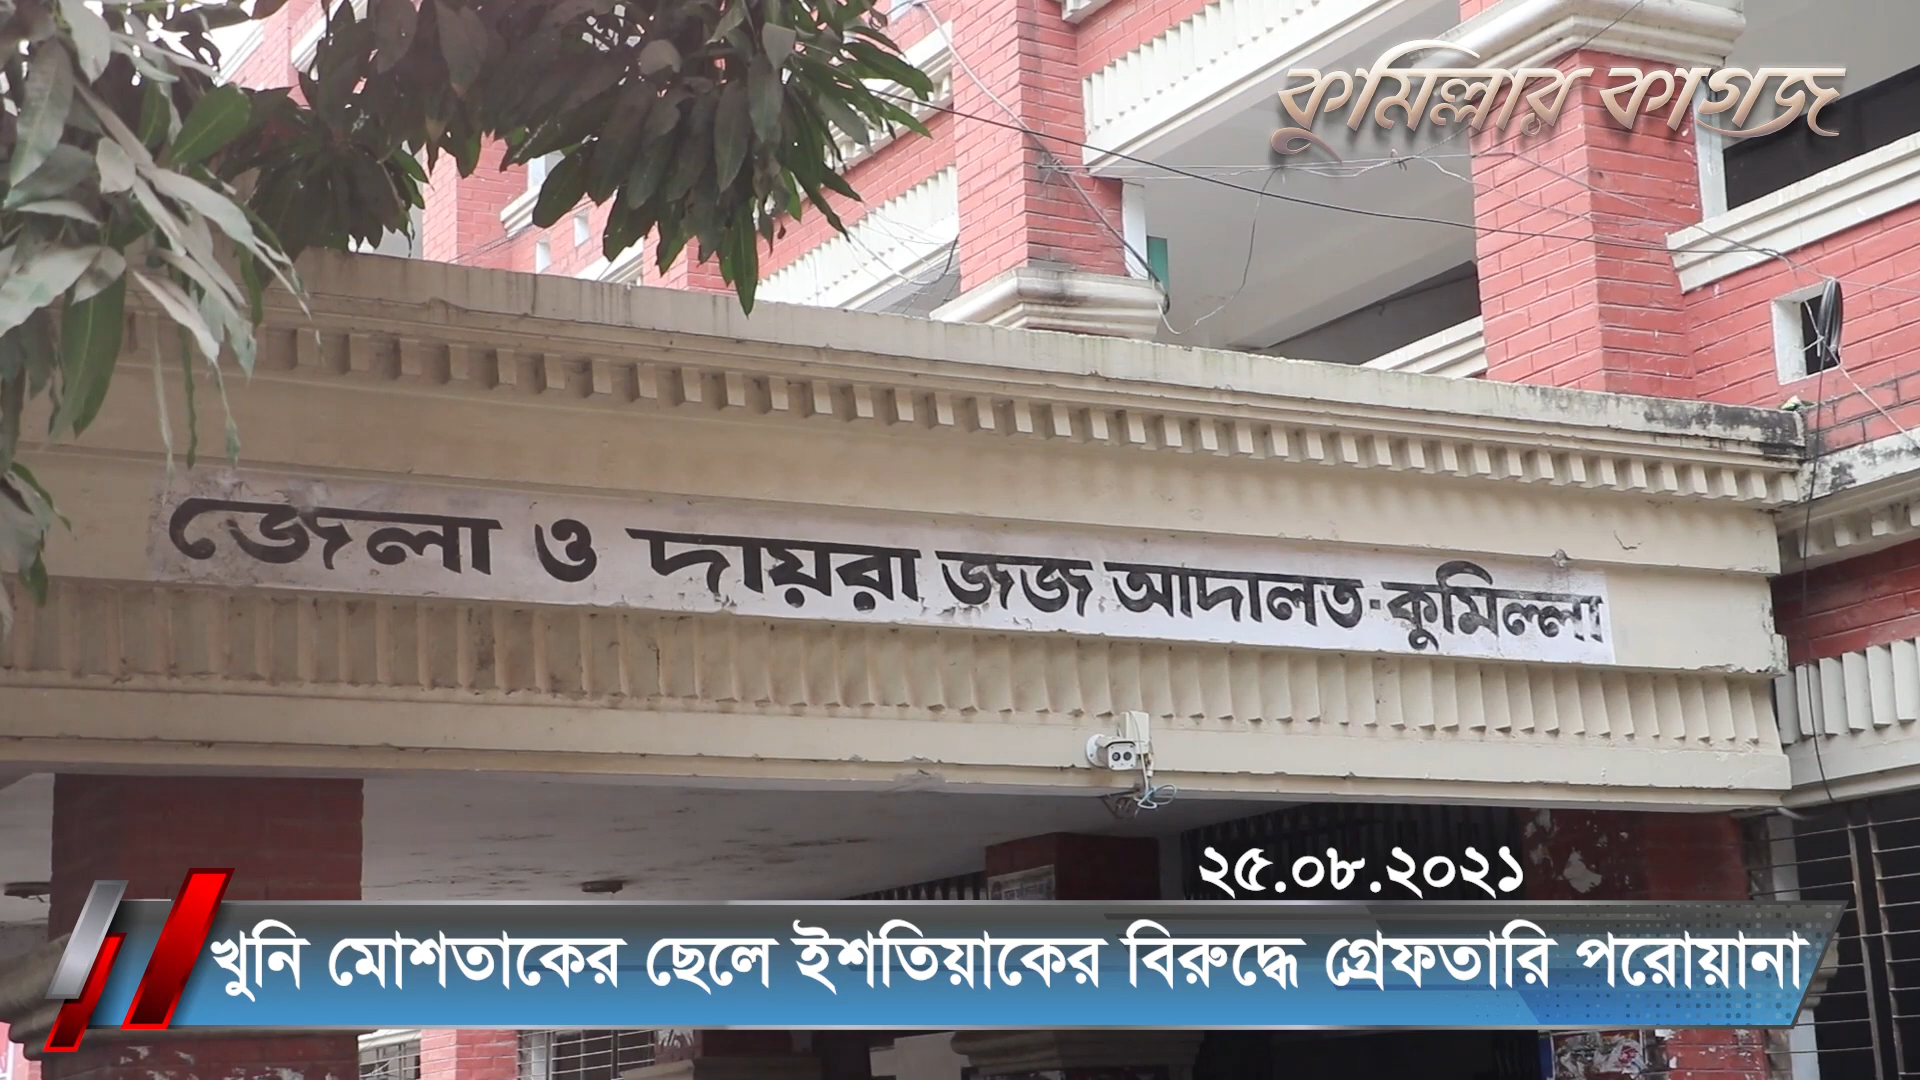 কুমিল্লার কাগজ
জেলা ও দায়রা জজ আদালত-কুমিল্লা
২৫.০৮.২০২১
খুনি মোশতাকের ছেলে ইশতিয়াকের বিরুদ্ধে গ্রেফতারি পরোয়ানা